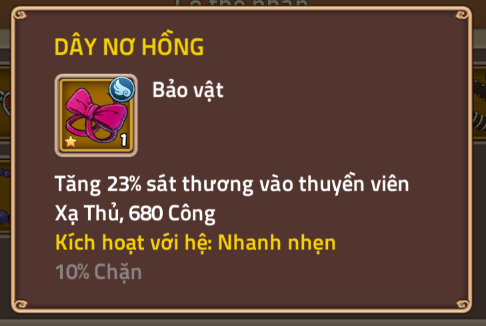 DÂY NƠ HỒNG
Bảo vật
1
Tăng 23% sát thương vào thuyền viên
Xạ Thủ, 680 Công
Kích hoạt với hệ: Nhanh nhẹn
10% Chặn